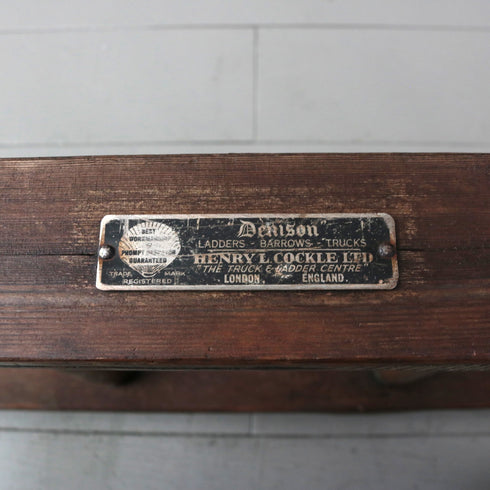 BEST
WORKMANSHIP
PROMPT
GUARANTEED
TRADE MARK
REGISTERED
Denison
LADDERS - BARROWS - TRUCKS
HENRY L COCKLE LTD
"THE TRUCK & LADDER CENTRE"
LONDON, ENGLAND.